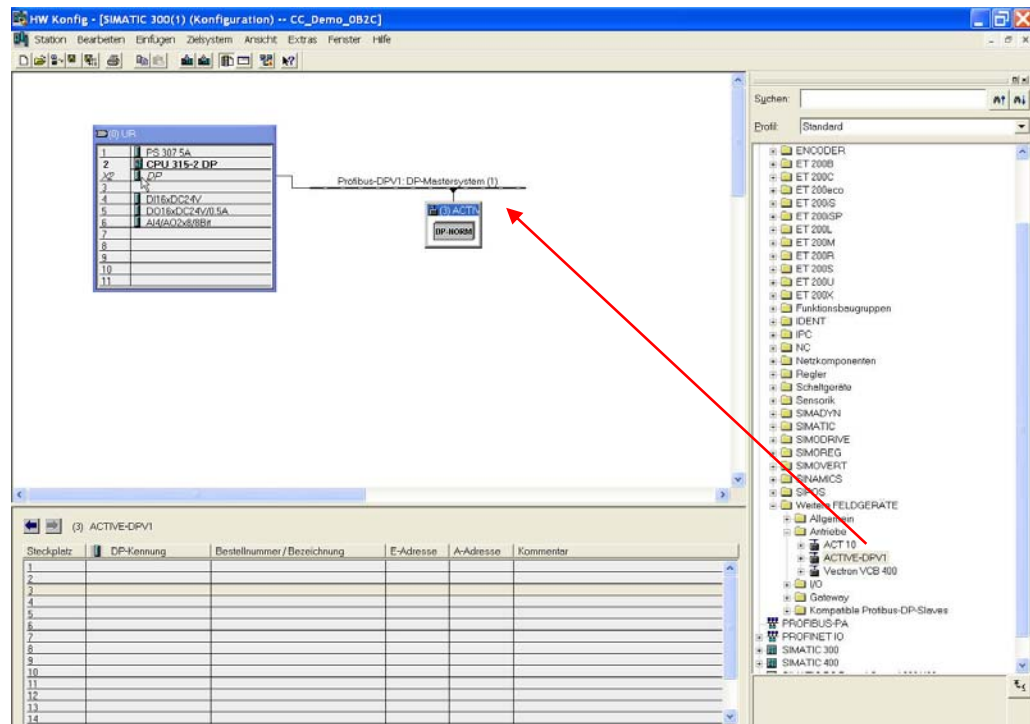 HW Konfig - [SIMATIC 300(1) (Konfiguration) -- CC_Demo_0B2C]
Station Bearbeiten Einfügen Zielsystem Ansicht Extras Fenster Hilfe
(0) UR
1 PS 307 5A
2 CPU 315-2 DP
X2 DP
3
4 DI16xDC24V
5 DO16xDC24V/0.5A
6 AI4/AO2x8/8Bit
7
8
9
10
11
Profibus-DPV1: DP-Mastersystem (1)
(3) ACTIV
DP-NORM
Suchen:
Profil: Standard
ENCODER
ET 200B
ET 200C
ET 200eco
ET 200iS
ET 200iSP
ET 200L
ET 200M
ET 200R
ET 200S
ET 200U
ET 200X
Funktionsbaugruppen
IDENT
IPC
NC
Netzkomponenten
Regler
Schaltgeräte
Sensorik
SIMADYN
SIMATIC
SIMODRIVE
SIMOREG
SIMOVERT
SINAMICS
SIPOS
Weitere FELDGERÄTE
Allgemein
Antriebe
ACT 10
ACTIVE-DPV1
Vectron VCB 400
I/O
Gateway
Kompatible Profibus-DP-Slaves
PROFIBUS-PA
PROFINET IO
SIMATIC 300
SIMATIC 400
(3) ACTIVE-DPV1
Steckplatz DP-Kennung Bestellnummer / Bezeichnung E-Adresse A-Adresse Kommentar
1
2
3
4
5
6
7
8
9
10
11
12
13
14